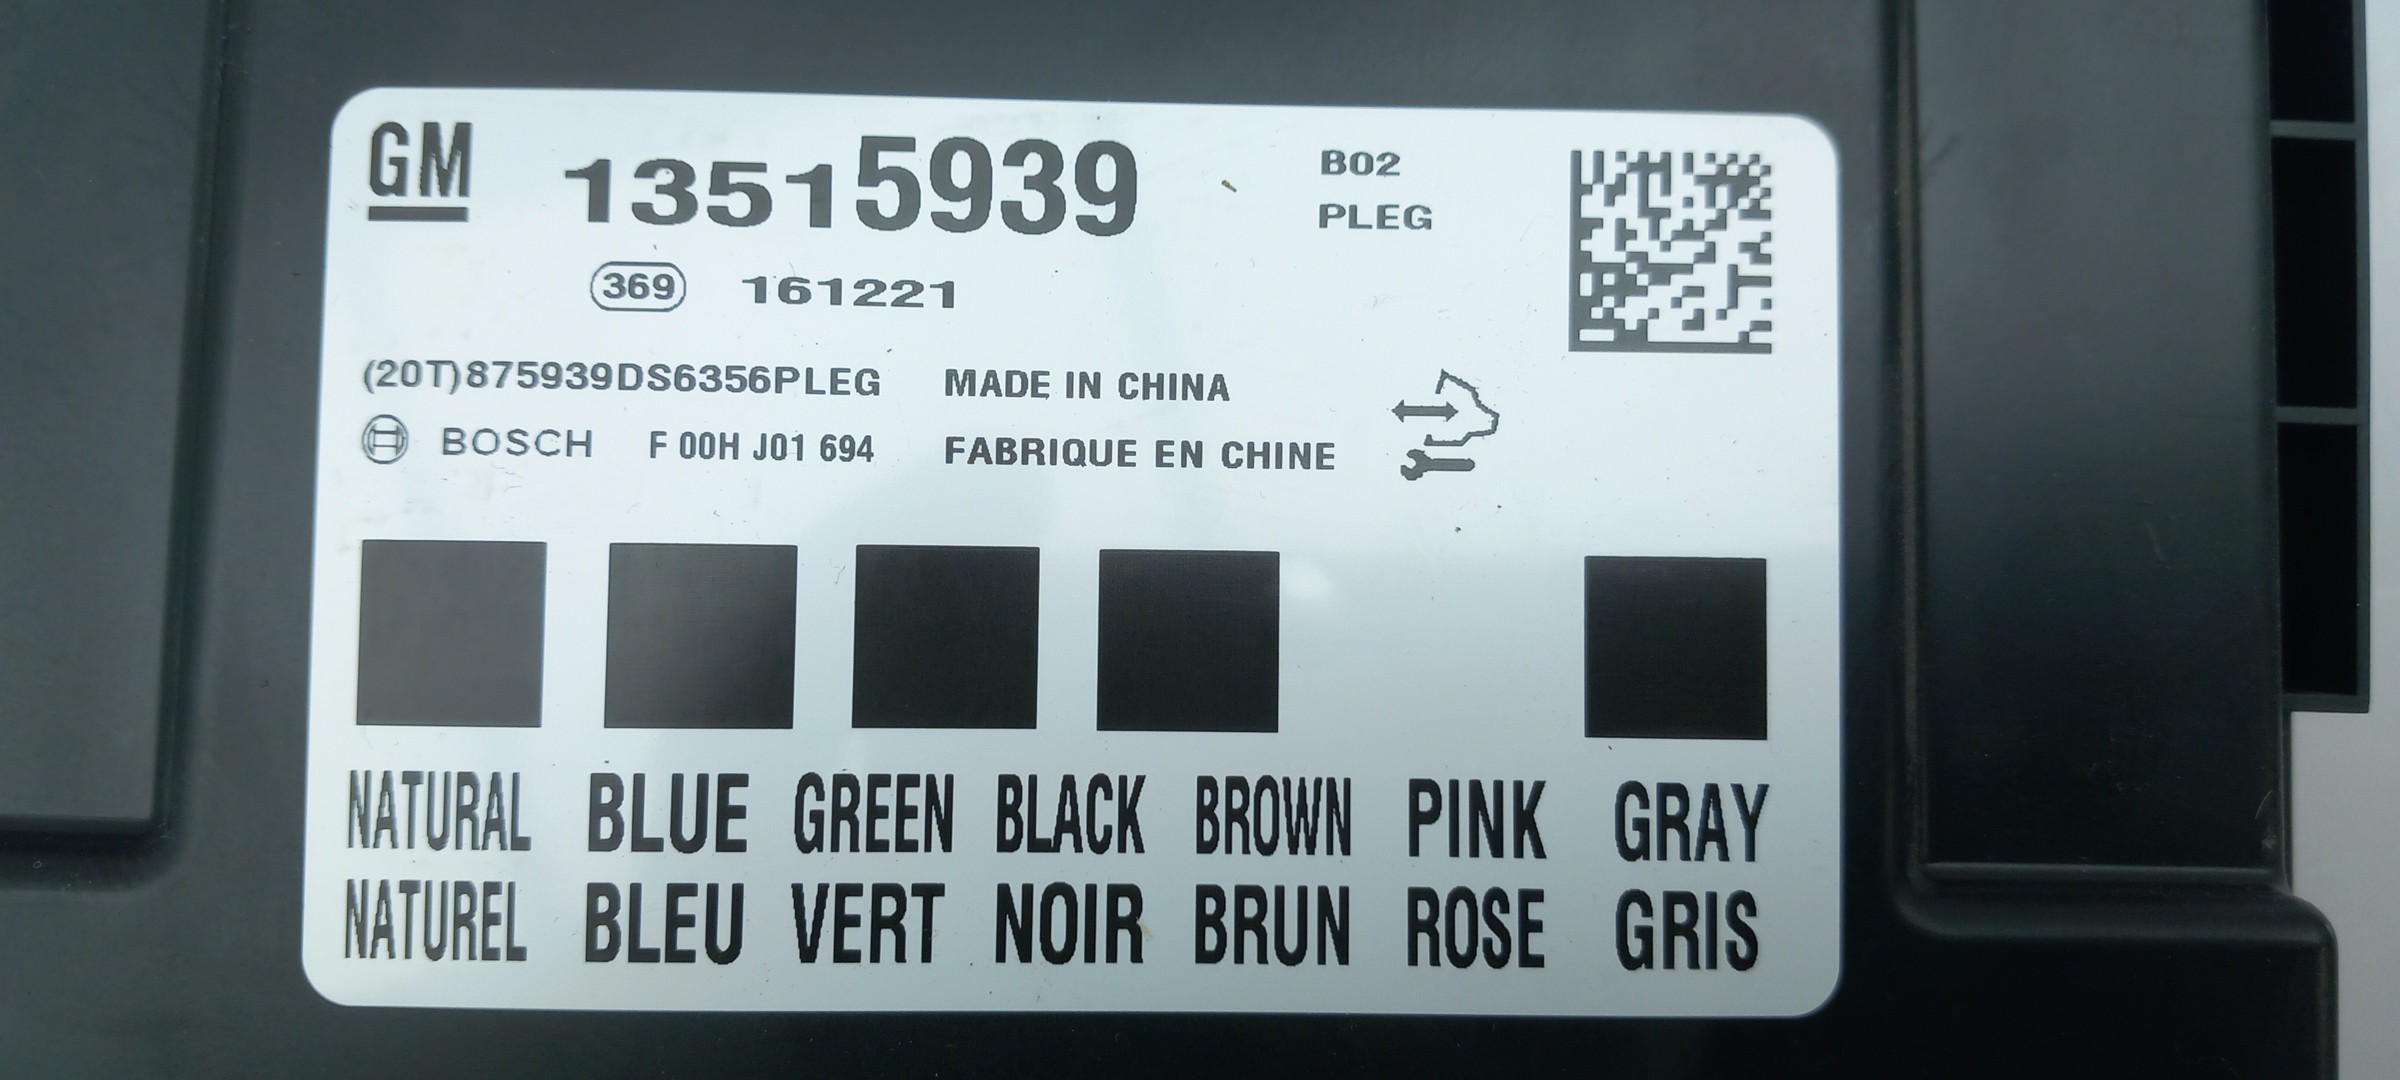 GM 13515939 B02
PLEG
369 161221
(20T)875939DS6356PLEG MADE IN CHINA
BOSCH F 00H J01 694 FABRIQUE EN CHINE
NATURAL BLUE GREEN BLACK BROWN PINK GRAY
NATUREL BLEU VERT NOIR BRUN ROSE GRIS